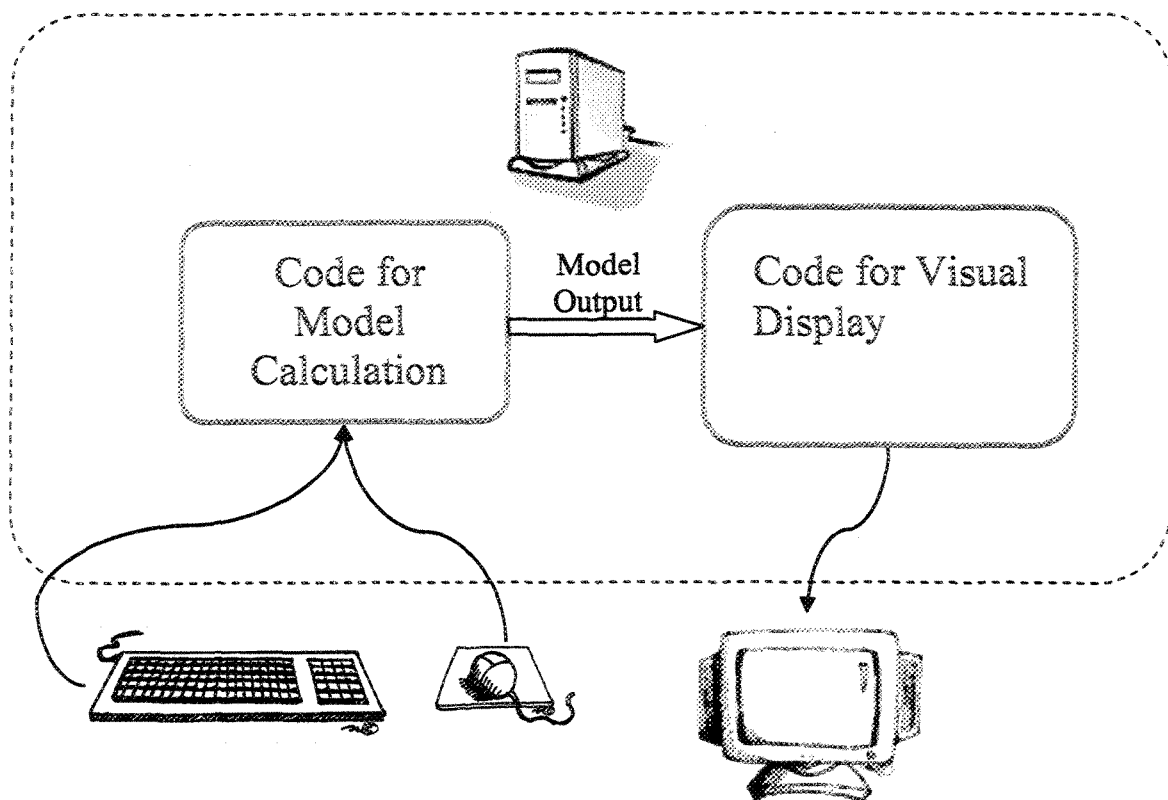 Code for
Model
Calculation
Model
Output
Code for Visual
Display